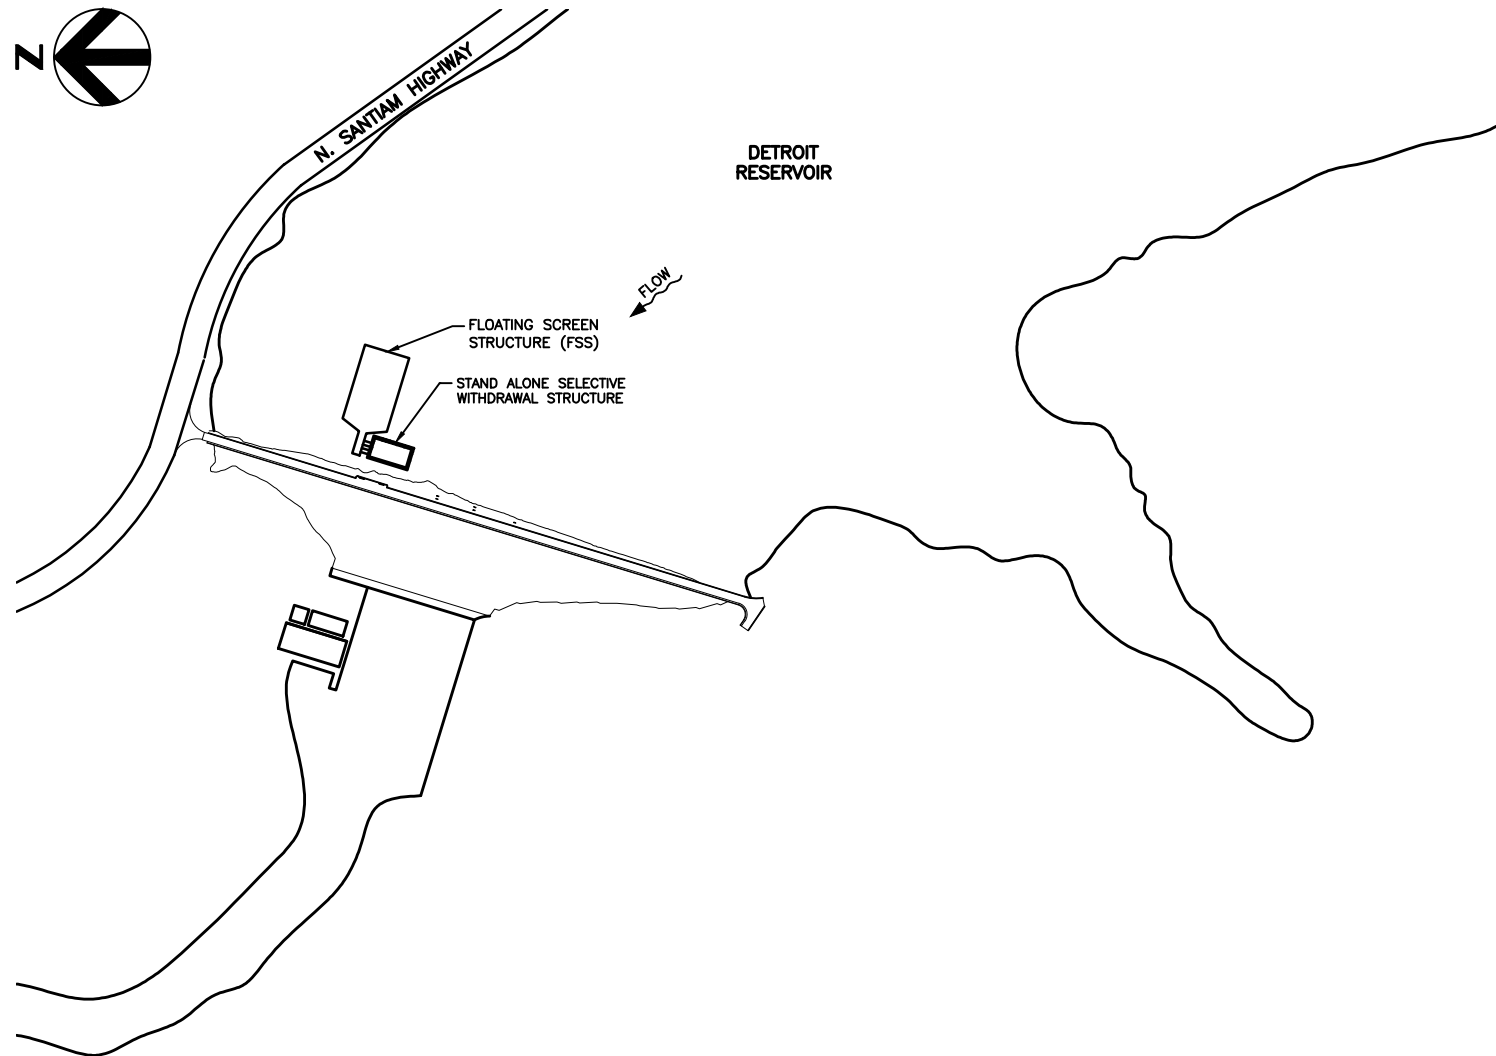 N
N. SANTIAM HIGHWAY
DETROIT
RESERVOIR
FLOW
FLOATING SCREEN
STRUCTURE (FSS)
STAND ALONE SELECTIVE
WITHDRAWAL STRUCTURE